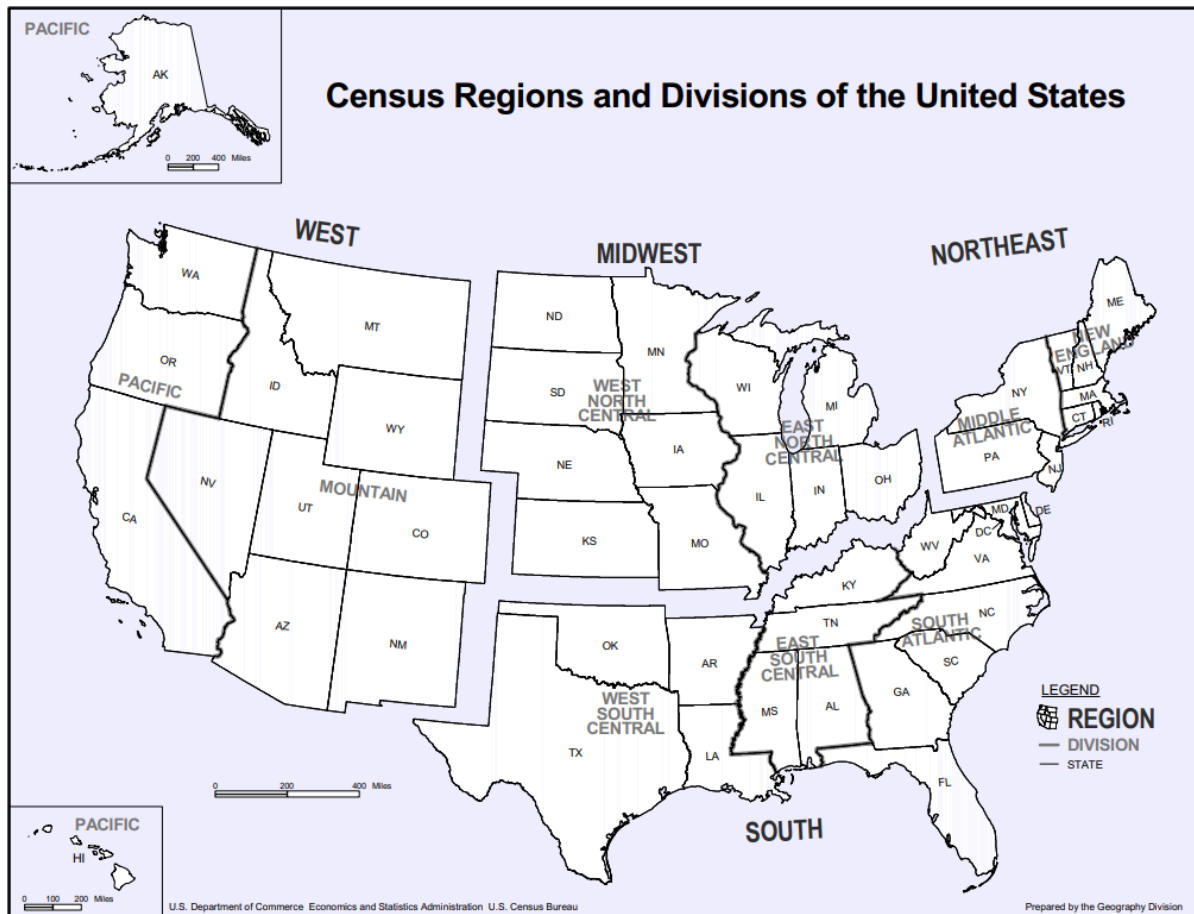 PACIFIC
AK
0 200 400 Miles
Census Regions and Divisions of the United States
WEST
MIDWEST
NORTHEAST
WA
MT
OR
ID
PACIFIC
WY
NV
UT
MOUNTAIN
CO
CA
AZ
NM
ND
MN
SD
WEST
NORTH
CENTRAL
NE
IA
KS
MO
WI
MI
EAST
NORTH
CENTRAL
IL
IN
OH
ME
NEW
ENGLAND
VT
NH
NY
MA
CT
RI
MIDDLE
ATLANTIC
PA
NJ
MD
DE
DC
WV
VA
KY
NC
TN
SOUTH
ATLANTIC
EAST
SOUTH
CENTRAL
SC
OK
AR
MS
AL
GA
WEST
SOUTH
CENTRAL
TX
LA
FL
SOUTH
0 200 400 Miles
LEGEND
REGION
DIVISION
STATE
PACIFIC
HI
0 100 200 Miles
U.S. Department of Commerce Economics and Statistics Administration U.S. Census Bureau
Prepared by the Geography Division